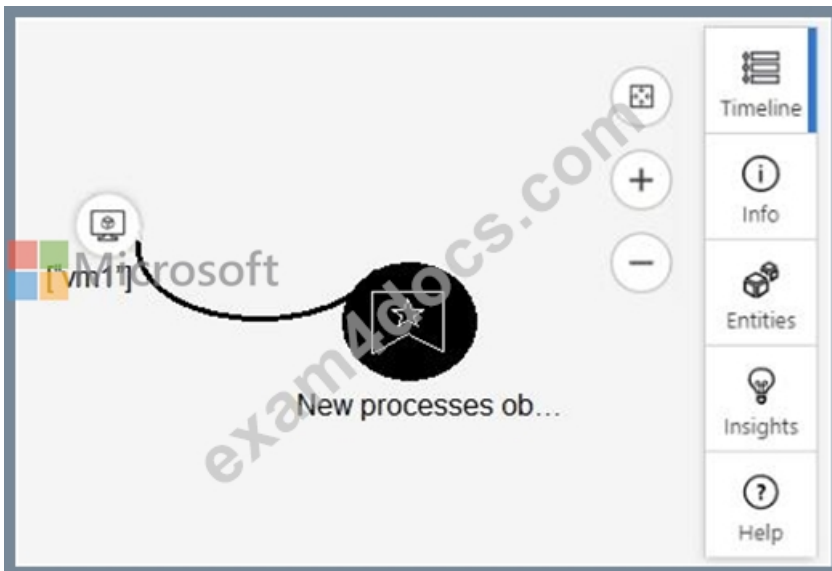 Timeline
Info
["vm1"]
Microsoft
Entities
New processes ob...
Insights
Help
exam4docs.com